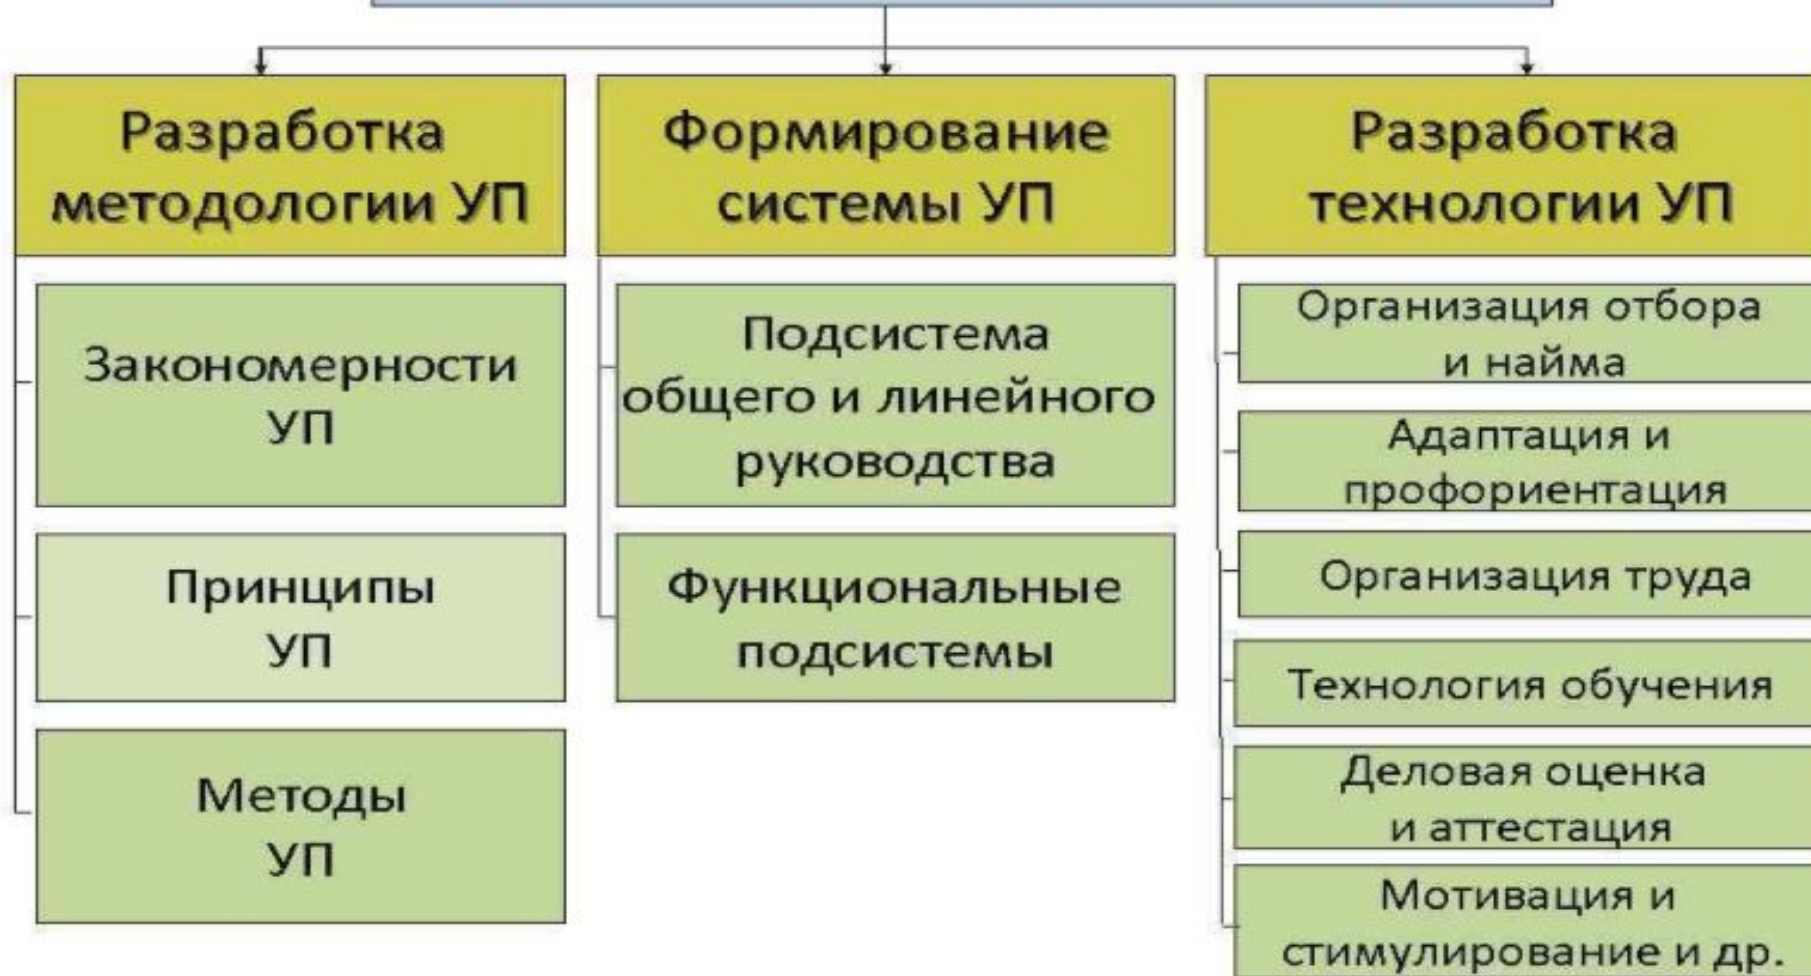 Разработка
методологии УП
Закономерности
УП
Принципы
УП
Методы
УП
Формирование
системы УП
Подсистема
общего и линейного
руководства
Функциональные
подсистемы
Разработка
технологии УП
Организация отбора
и найма
Адаптация и
профориентация
Организация труда
Технология обучения
Деловая оценка
и аттестация
Мотивация и
стимулирование и др.